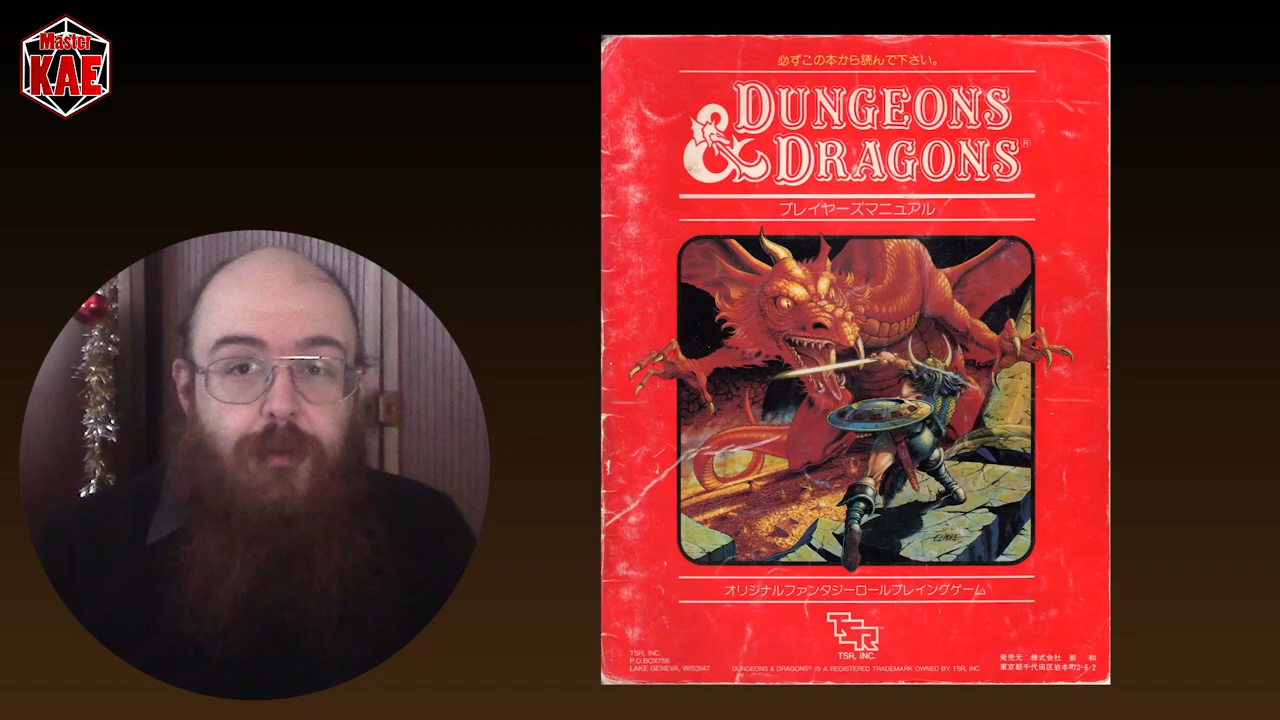 Master
KAE
必ずこの本から読んで下さい。
DUNGEONS
& DRAGONS®
プレイヤーズマニュアル
ELMORE
オリジナルファンタジーロールプレイングゲーム
TSR™
TSR, INC.
TSR, INC.
P.O.BOX756
LAKE GENEVA, WI53147
DUNGEONS & DRAGONS® IS A REGISTERED TRADEMARK OWNED BY TSR, INC.
発売元：株式会社 新 和
東京都千代田区岩本町2-6-2